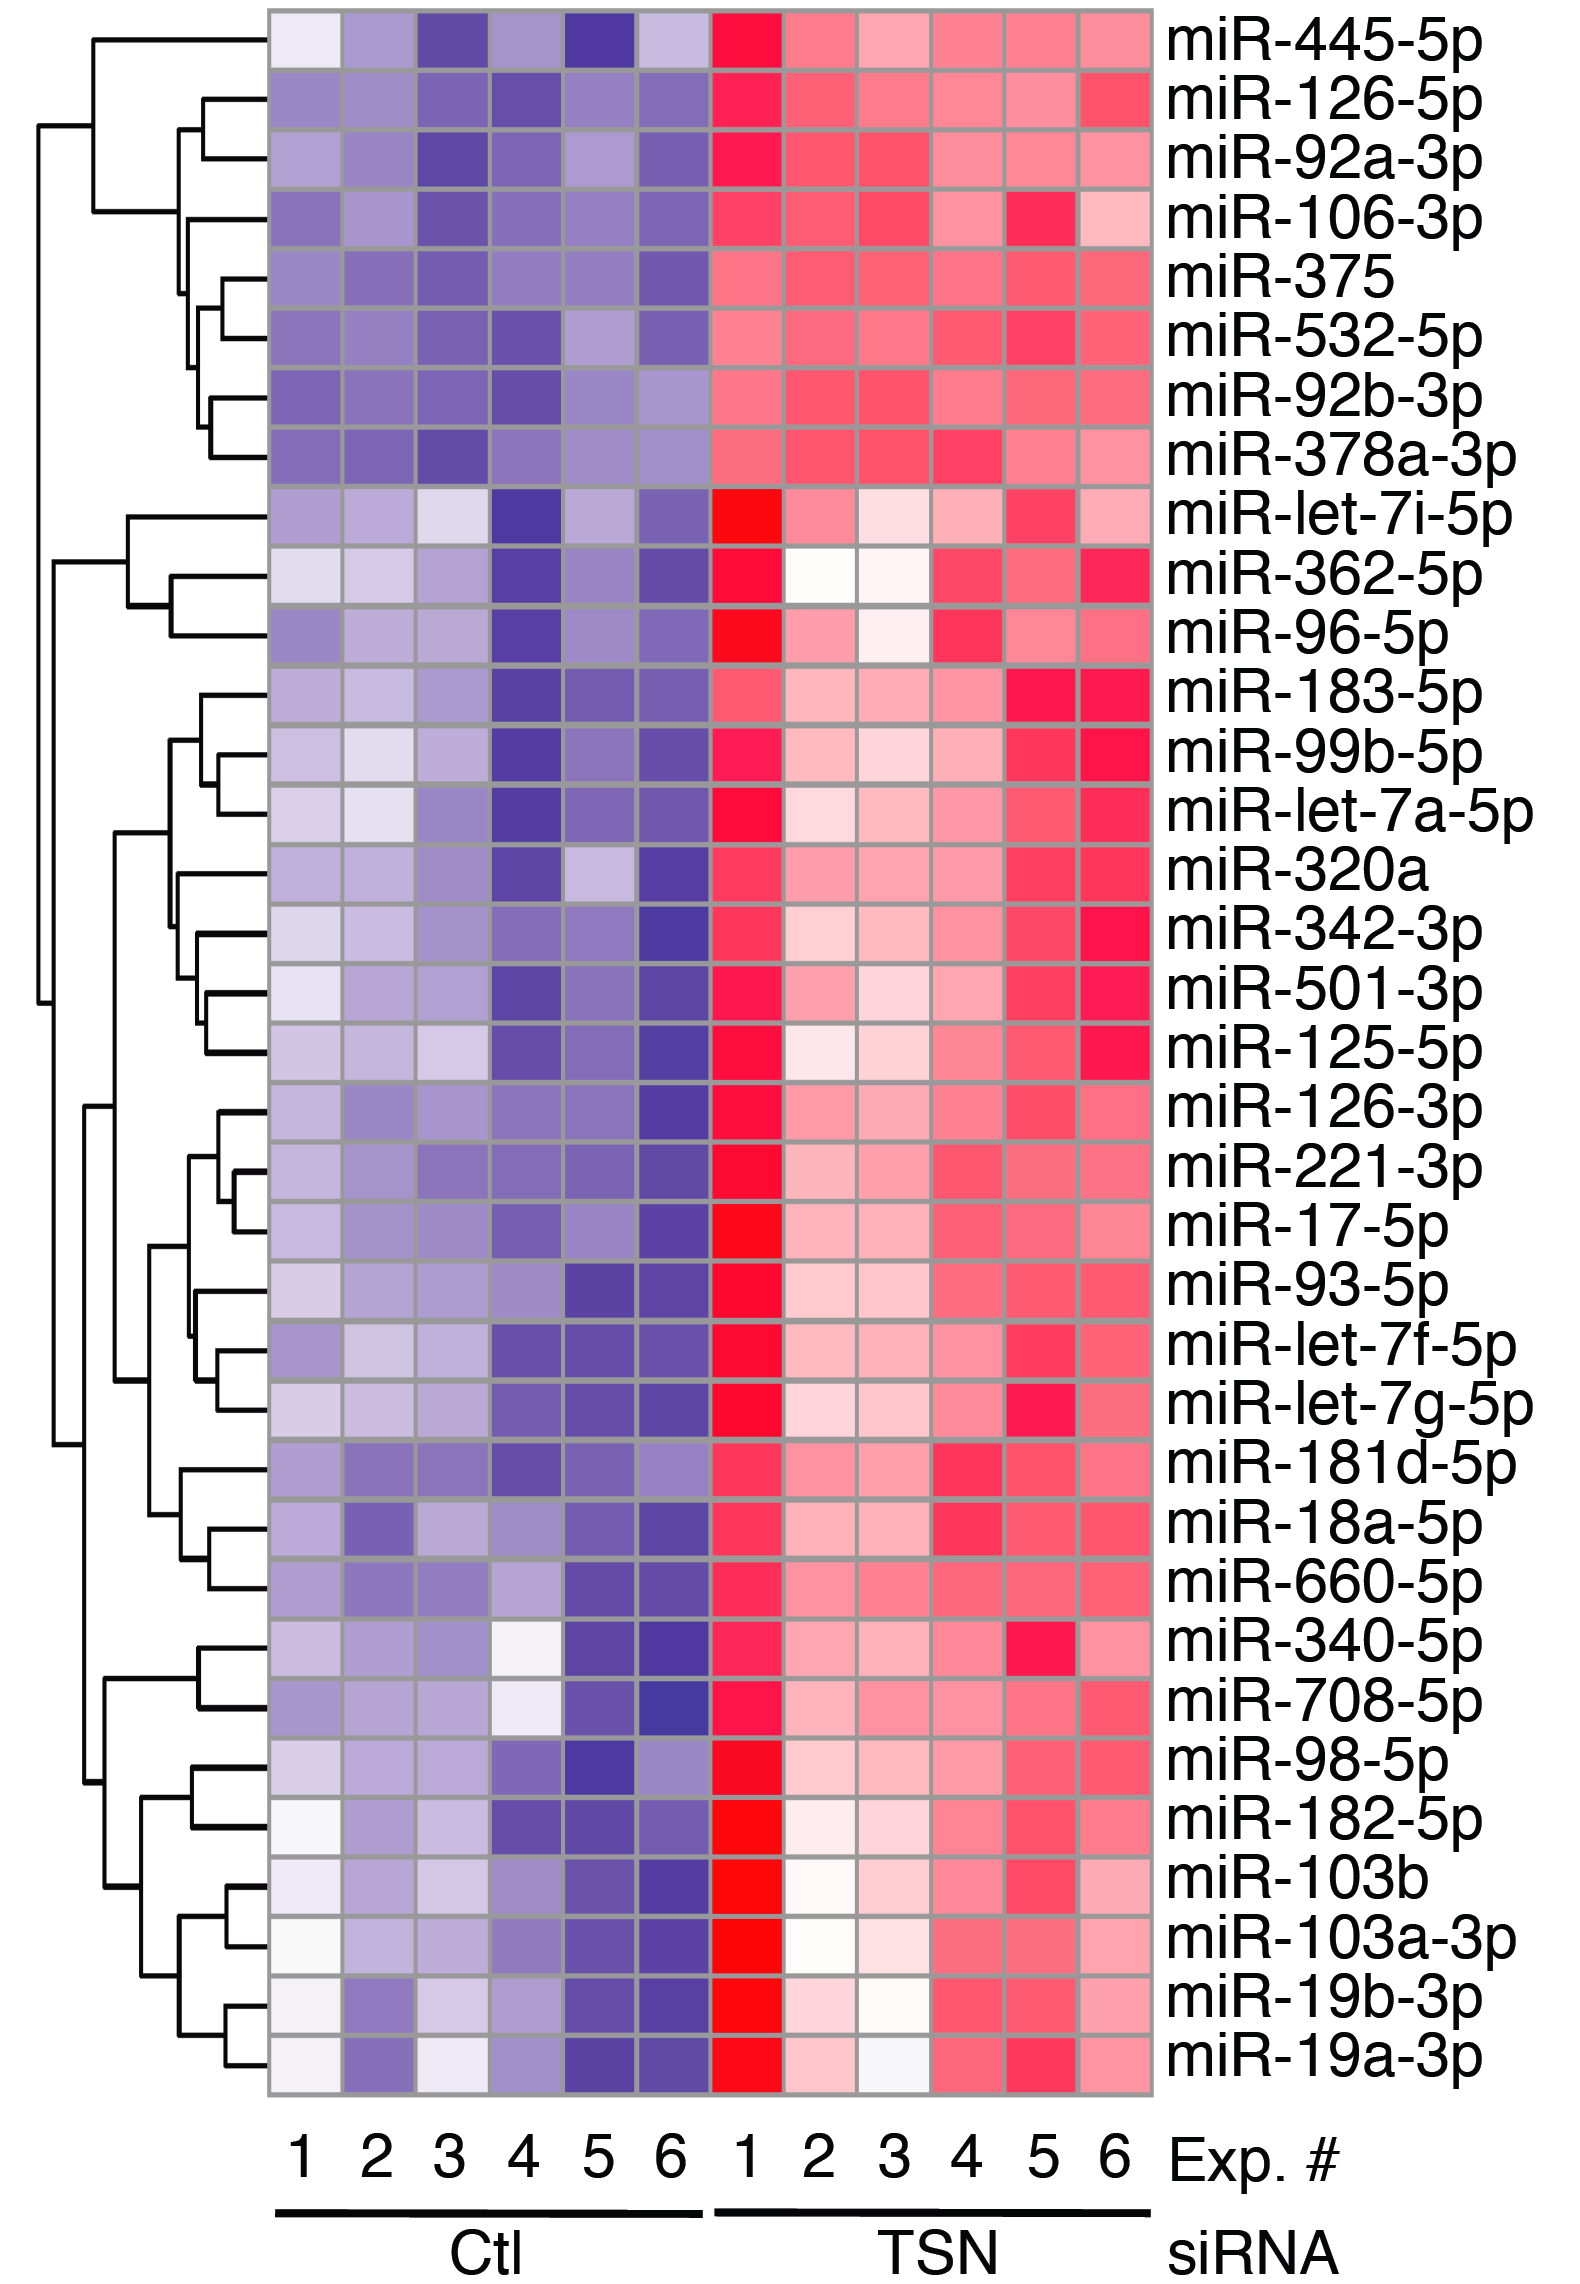 miR-445-5p
miR-126-5p
miR-92a-3p
miR-106-3p
miR-375
miR-532-5p
miR-92b-3p
miR-378a-3p
miR-let-7i-5p
miR-362-5p
miR-96-5p
miR-183-5p
miR-99b-5p
miR-let-7a-5p
miR-320a
miR-342-3p
miR-501-3p
miR-125-5p
miR-126-3p
miR-221-3p
miR-17-5p
miR-93-5p
miR-let-7f-5p
miR-let-7g-5p
miR-181d-5p
miR-18a-5p
miR-660-5p
miR-340-5p
miR-708-5p
miR-98-5p
miR-182-5p
miR-103b
miR-103a-3p
miR-19b-3p
miR-19a-3p
1 2 3 4 5 6 1 2 3 4 5 6 Exp. #
Ctl TSN siRNA